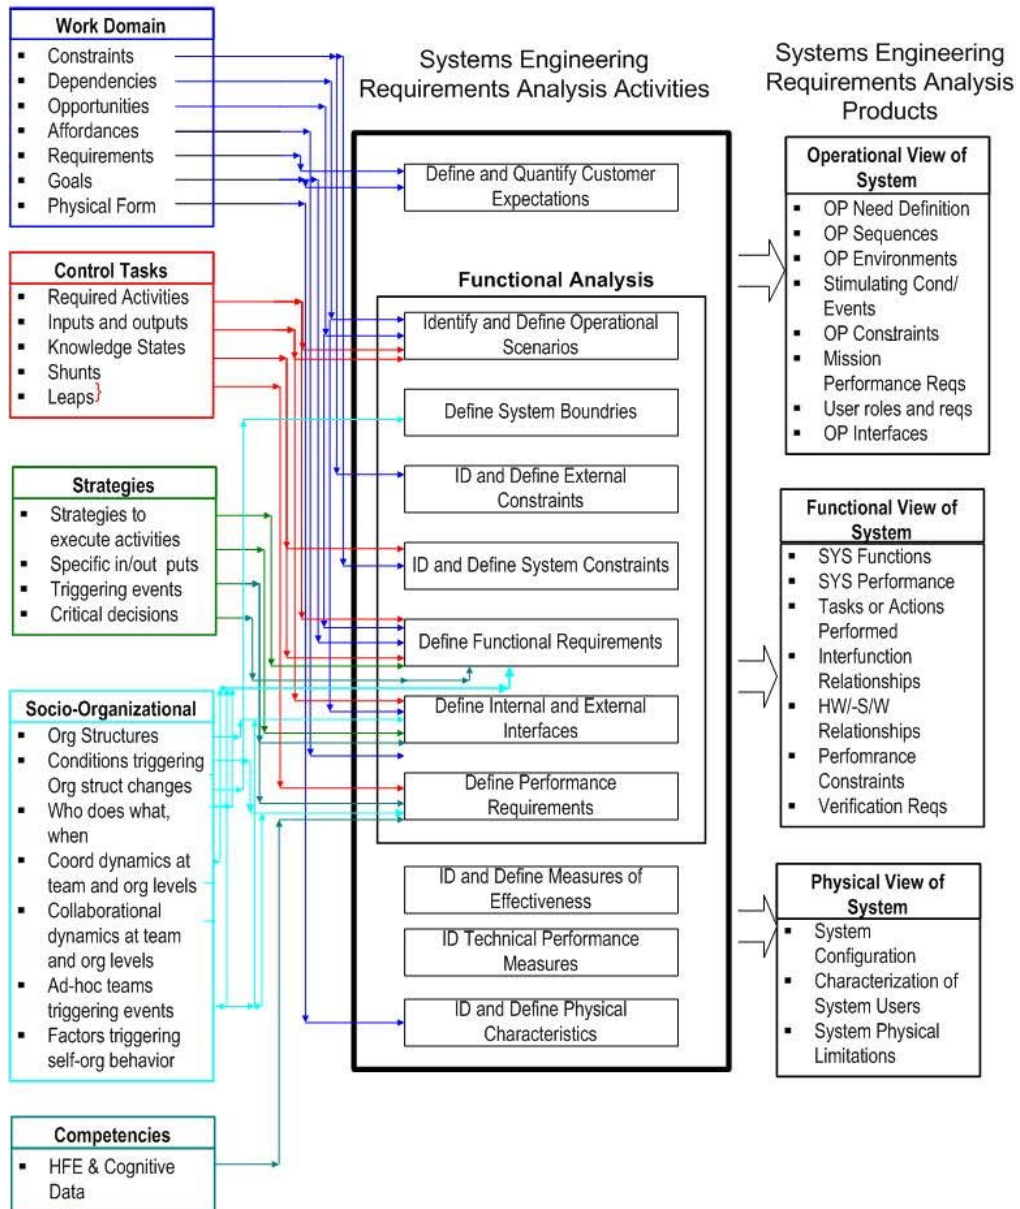 Work Domain
Constraints
Dependencies
Opportunities
Affordances
Requirements
Goals
Physical Form
Control Tasks
Required Activities
Inputs and outputs
Knowledge States
Shunts
Leaps}
Strategies
Strategies to
execute activities
Specific in/out puts
Triggering events
Critical decisions
Socio-Organizational
Org Structures
Conditions triggering
Org struct changes
Who does what,
when
Coord dynamics at
team and org levels
Collaborational
dynamics at team
and org levels
Ad-hoc teams
triggering events
Factors triggering
self-org behavior
Competencies
HFE & Cognitive
Data
Systems Engineering
Requirements Analysis Activities
Define and Quantify Customer
Expectations
Functional Analysis
Identify and Define Operational
Scenarios
Define System Boundries
ID and Define External
Constraints
ID and Define System Constraints
Define Functional Requirements
Define Internal and External
Interfaces
Define Performance
Requirements
ID and Define Measures of
Effectiveness
ID Technical Performance
Measures
ID and Define Physical
Characteristics
Systems Engineering
Requirements Analysis
Products
Operational View of
System
OP Need Definition
OP Sequences
OP Environments
Stimulating Cond/
Events
OP Constraints
Mission
Performance Reqs
User roles and reqs
OP Interfaces
Functional View of
System
SYS Functions
SYS Performance
Tasks or Actions
Performed
Interfunction
Relationships
HW/-S/W
Relationships
Perfomrance
Constraints
Verification Reqs
Physical View of
System
System
Configuration
Characterization of
System Users
System Physical
Limitations